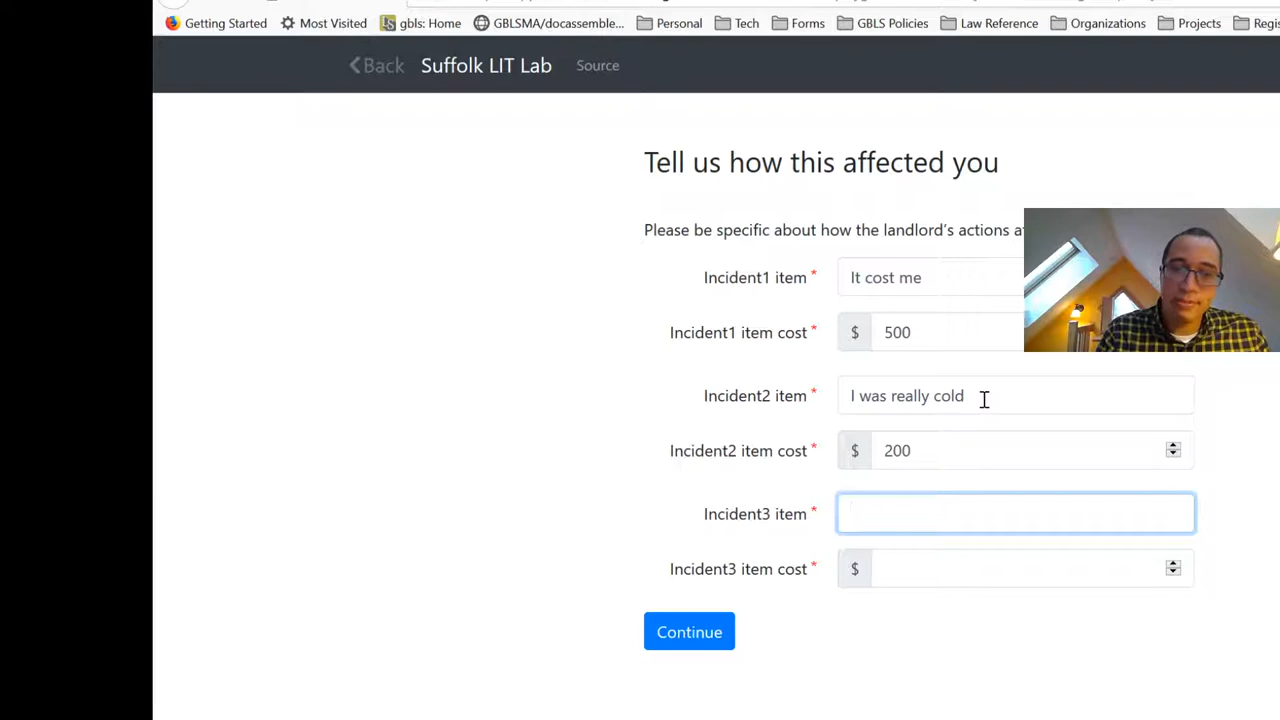 Getting Started Most Visited gbls: Home GBLSMA/docassemble... Personal Tech Forms GBLS Policies Law Reference Organizations Projects Regis
Back Suffolk LIT Lab Source
Tell us how this affected you
Please be specific about how the landlord's actions a
Incident1 item * It cost me
Incident1 item cost * $ 500
Incident2 item * I was really cold
Incident2 item cost * $ 200
Incident3 item *
Incident3 item cost * $
Continue